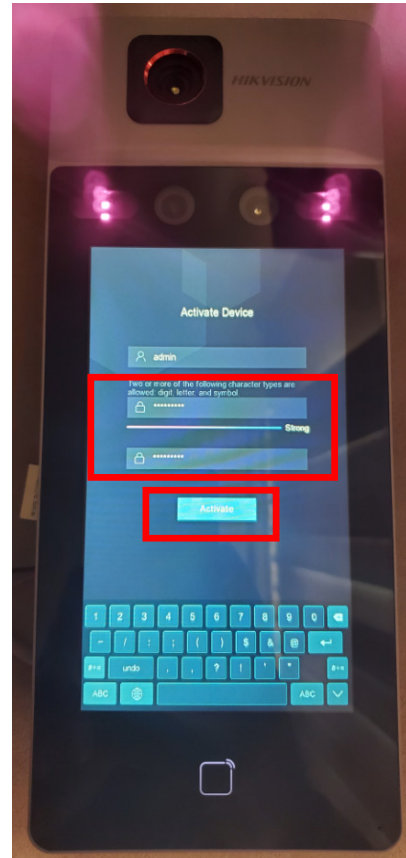 HIKVISION
Activate Device
admin
Two or more of the following character types are
allowed: digit, letter, and symbol.
•••••••••
Strong
•••••••••
Activate
1 2 3 4 5 6 7 8 9 0
- / : ; ( ) $ & @
#+= undo . , ? ! ' " #+=
ABC ABC